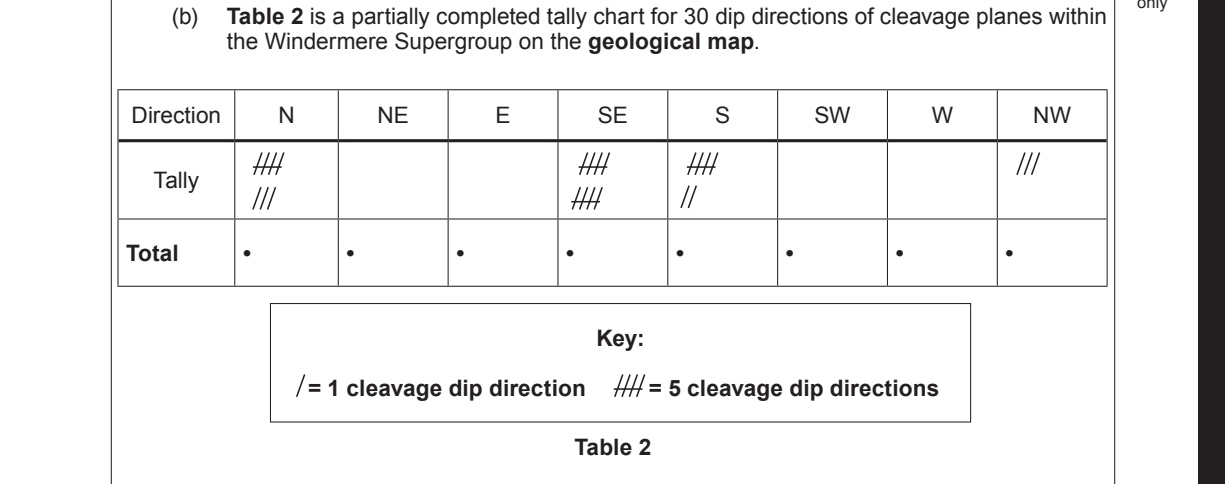 only
(b) Table 2 is a partially completed tally chart for 30 dip directions of cleavage planes within
the Windermere Supergroup on the geological map.
Direction N NE E SE S SW W NW
Tally
Total • • • • • • • •
Key:
/ = 1 cleavage dip direction //// = 5 cleavage dip directions
Table 2